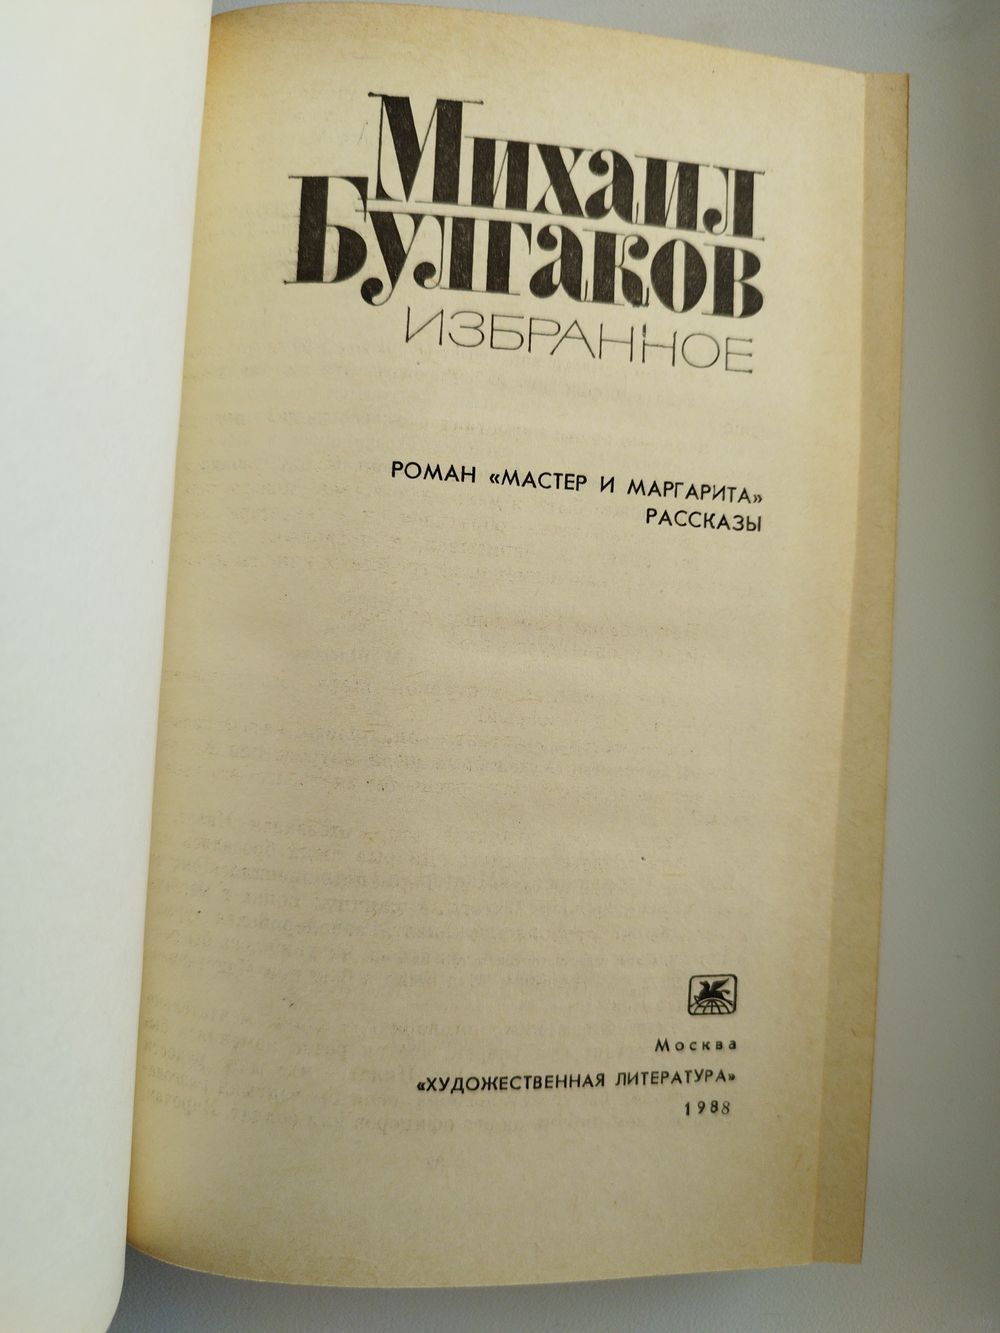 Михаил
Булгаков
ИЗБРАННОЕ
РОМАН «МАСТЕР И МАРГАРИТА»
РАССКАЗЫ
Москва
«ХУДОЖЕСТВЕННАЯ ЛИТЕРАТУРА»
1988